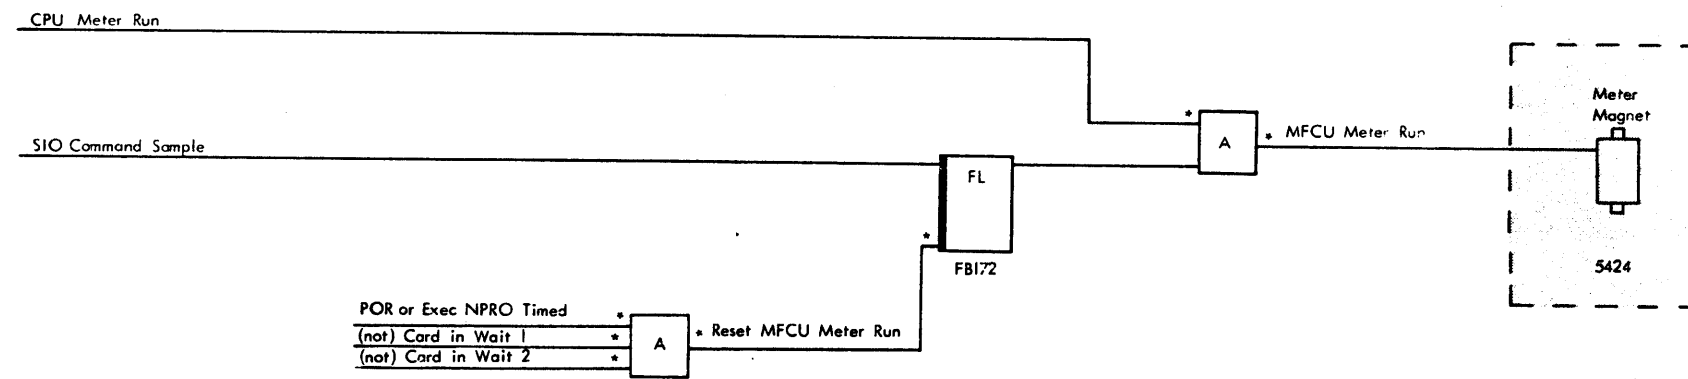 CPU Meter Run
Meter
Magnet
* A
* MFCU Meter Run
SIO Command Sample
FL
*
FB172
5424
POR or Exec NPRO Timed *
(not) Card in Wait 1 *
(not) Card in Wait 2 *
A
* Reset MFCU Meter Run